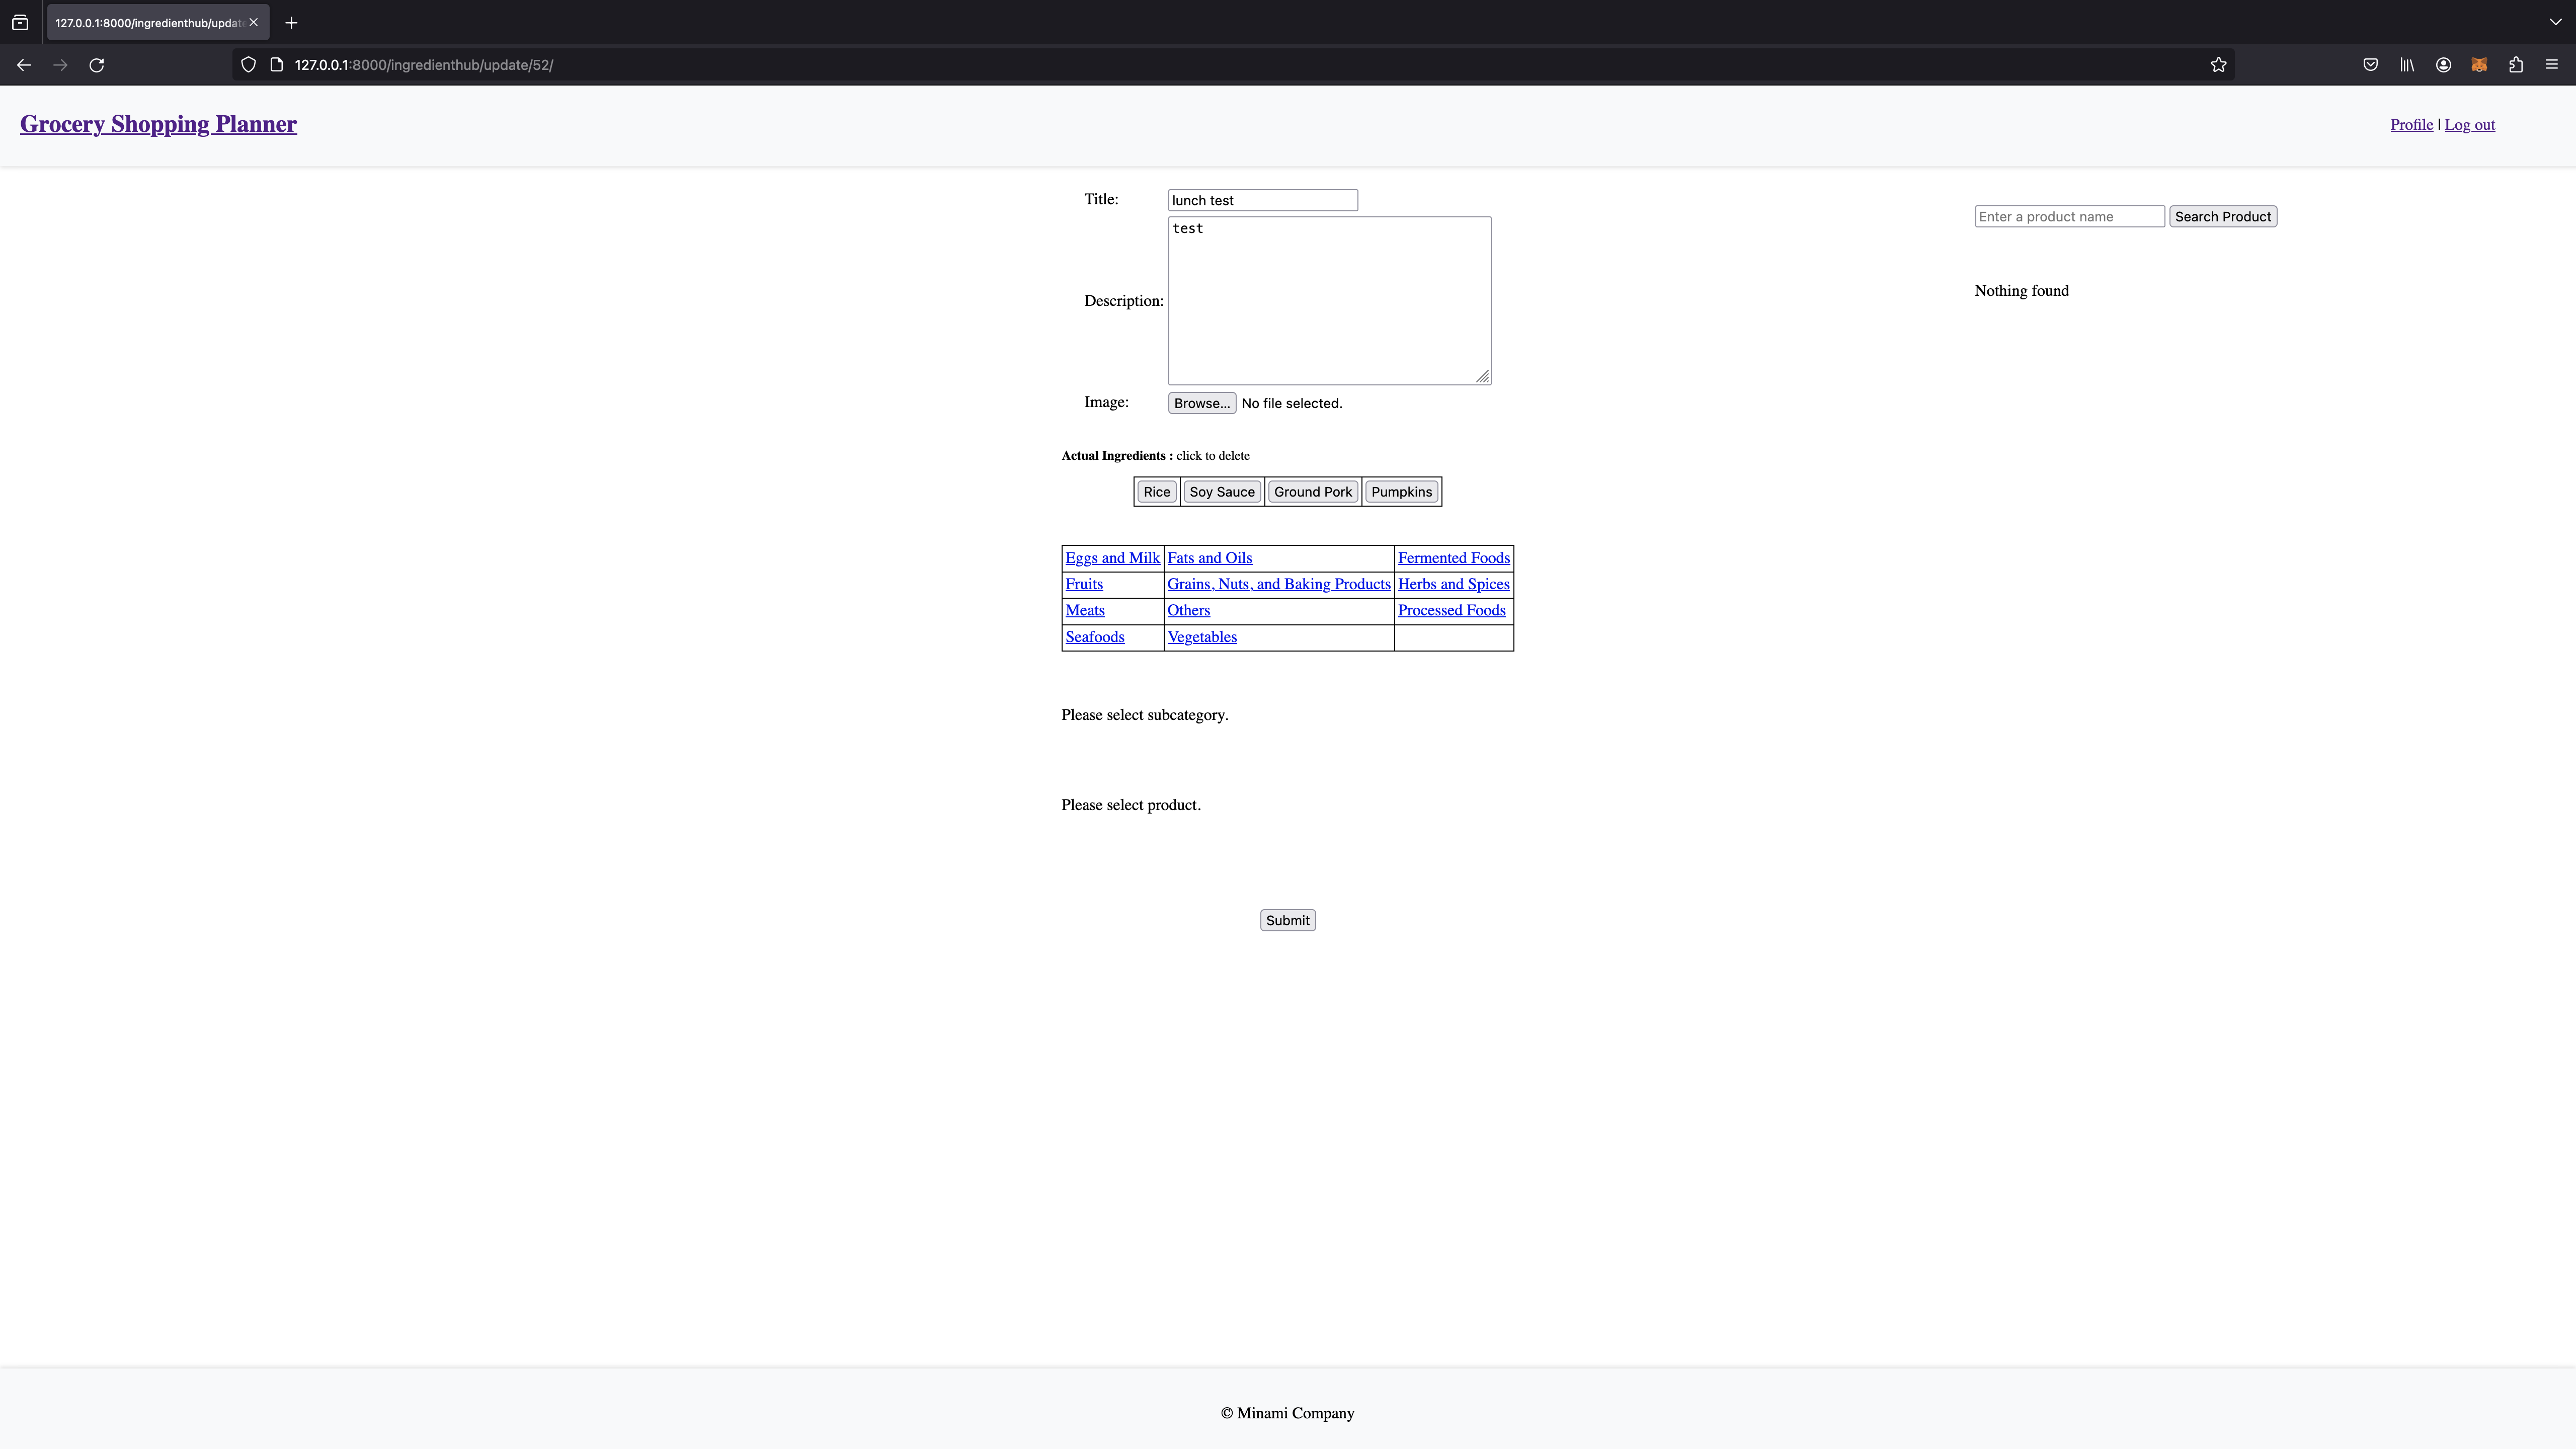 127.0.0.1:8000/ingredienthub/updat
127.0.0.1:8000/ingredienthub/update/52/
Grocery Shopping Planner
Profile | Log out
Title: lunch test
Enter a product name Search Product
Description: test
Nothing found
Image: Browse... No file selected.
Actual Ingredients : click to delete
Rice Soy Sauce Ground Pork Pumpkins
Eggs and Milk Fats and Oils Fermented Foods
Fruits Grains, Nuts, and Baking Products Herbs and Spices
Meats Others Processed Foods
Seafoods Vegetables
Please select subcategory.
Please select product.
Submit
© Minami Company